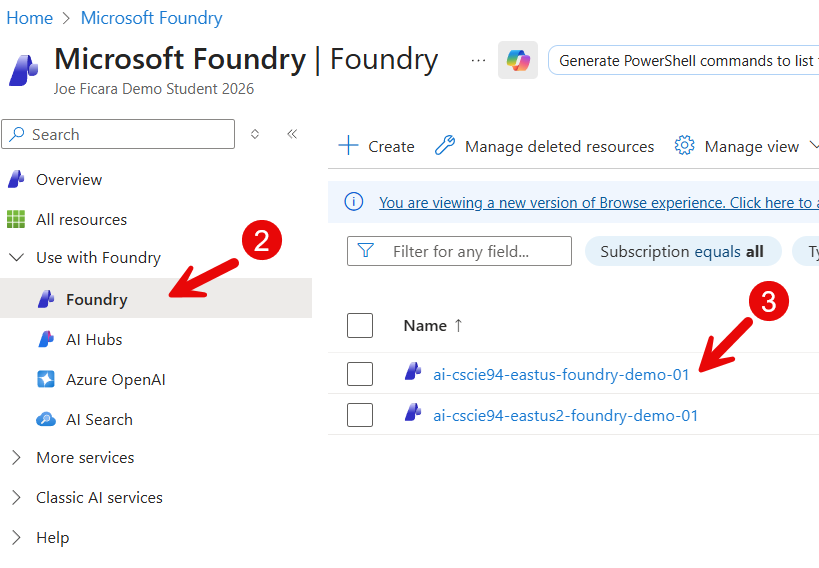 Home > Microsoft Foundry
Microsoft Foundry | Foundry
Joe Ficara Demo Student 2026
... Generate PowerShell commands to list
Search
Overview
All resources
Use with Foundry
Foundry
AI Hubs
Azure OpenAI
AI Search
More services
Classic AI services
Help
2
+ Create Manage deleted resources Manage view
You are viewing a new version of Browse experience. Click here to
Filter for any field... Subscription equals all Ty
Name ↑
3
ai-cscie94-eastus-foundry-demo-01
ai-cscie94-eastus2-foundry-demo-01